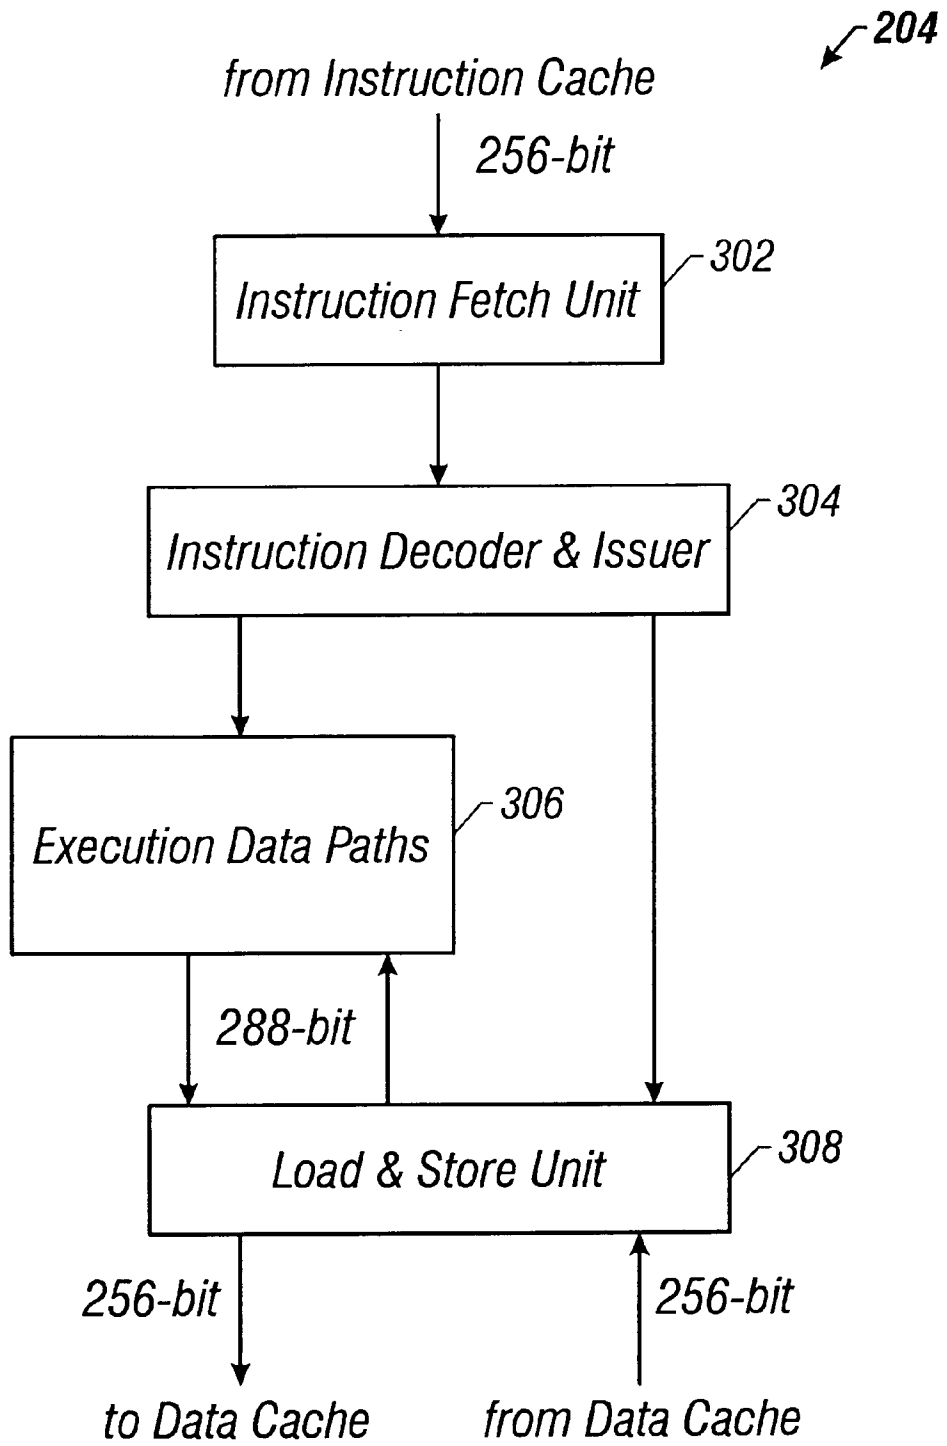 204
from Instruction Cache
256-bit
302
Instruction Fetch Unit
304
Instruction Decoder & Issuer
306
Execution Data Paths
288-bit
308
Load & Store Unit
256-bit
256-bit
to Data Cache
from Data Cache